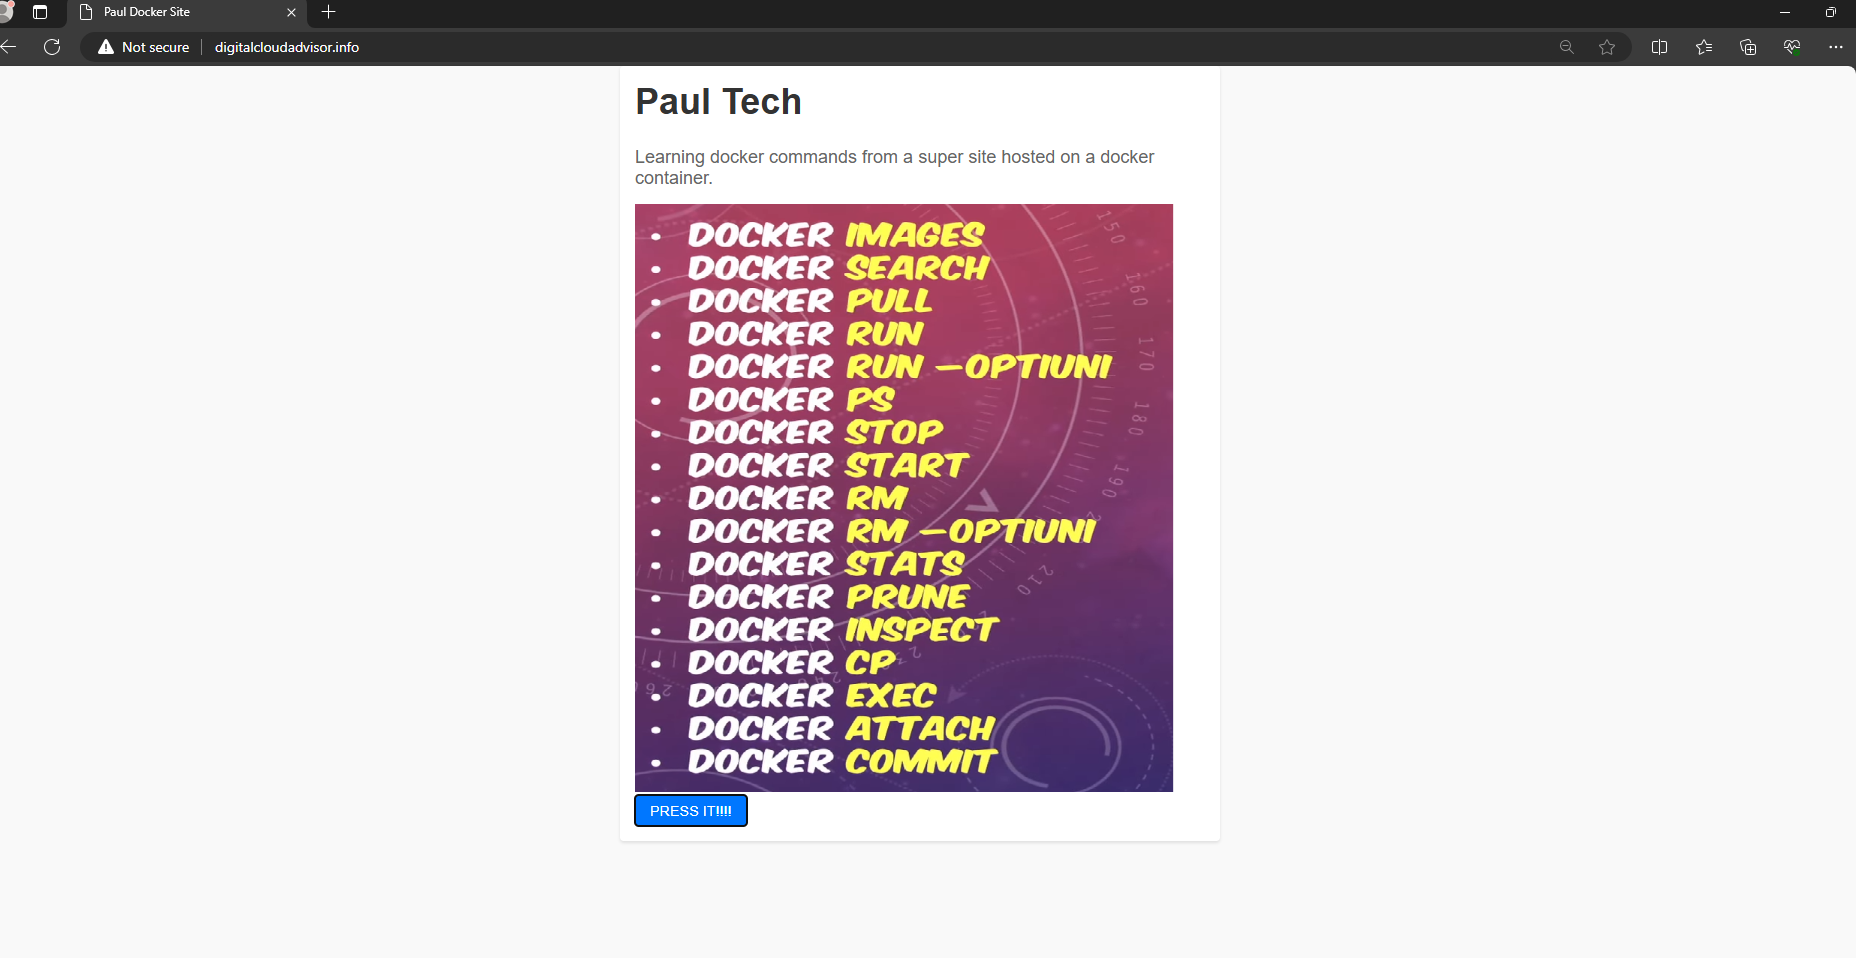 Paul Docker Site
Not secure
digitalcloudadvisor.info
Paul Tech
Learning docker commands from a super site hosted on a docker
container.
• DOCKER IMAGES
• DOCKER SEARCH
• DOCKER PULL
• DOCKER RUN
• DOCKER RUN –OPTIUNI
• DOCKER PS
• DOCKER STOP
• DOCKER START
• DOCKER RM
• DOCKER RM –OPTIUNI
• DOCKER STATS
• DOCKER PRUNE
• DOCKER INSPECT
• DOCKER CP
• DOCKER EXEC
• DOCKER ATTACH
• DOCKER COMMIT
150
160
170
180
190
210
260
PRESS IT!!!!